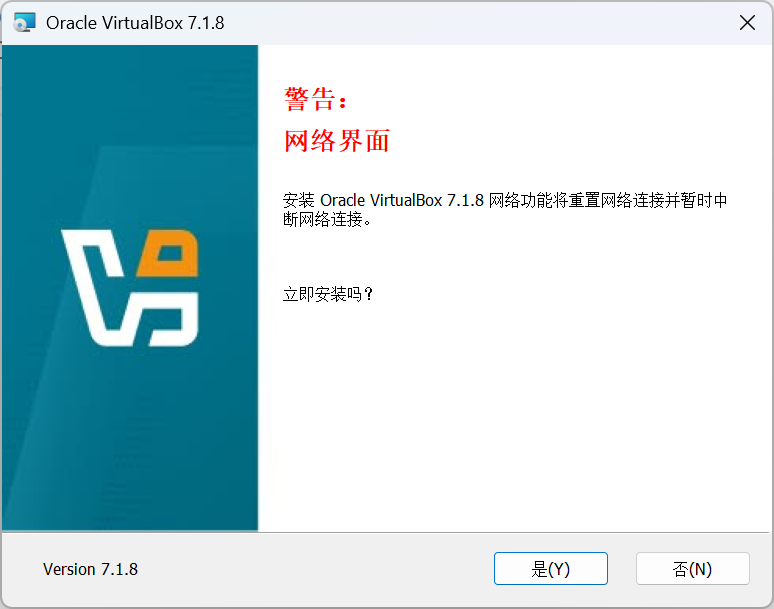 Oracle VirtualBox 7.1.8
警告：
网络界面
安装 Oracle VirtualBox 7.1.8 网络功能将重置网络连接并暂时中
断网络连接。
立即安装吗？
Version 7.1.8
是(Y)
否(N)